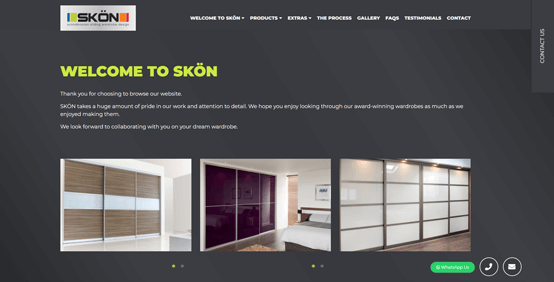 SKÖN
WELCOME TO SKÖN PRODUCTS EXTRAS THE PROCESS GALLERY FAQS TESTIMONIALS CONTACT
CONTACT US
WELCOME TO SKÖN
Thank you for choosing to browse our website.
SKÖN takes a huge amount of pride in our work and attention to detail. We hope you enjoy looking through our award-winning wardrobes as much as we
enjoyed making them.
We look forward to collaborating with you on your dream wardrobe.
WhatsApp Us